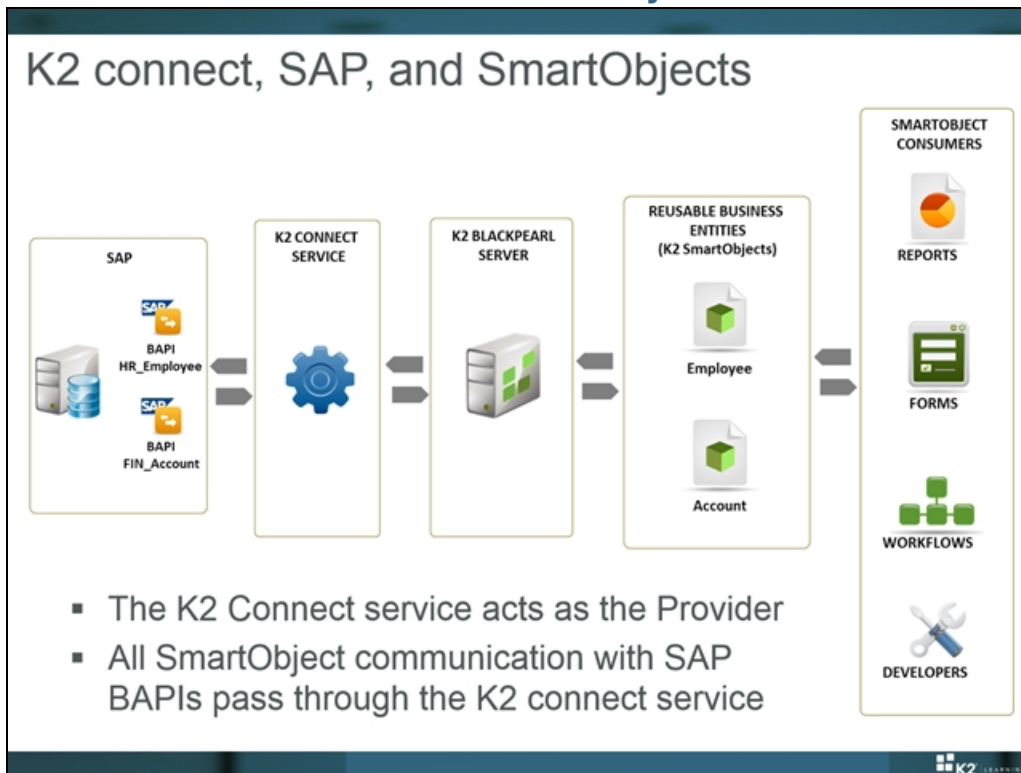 K2 connect, SAP, and SmartObjects
SAP
SAP
BAPI
HR_Employee
SAP
BAPI
FIN_Account
K2 CONNECT
SERVICE
K2 BLACKPEARL
SERVER
REUSABLE BUSINESS
ENTITIES
(K2 SmartObjects)
Employee
Account
SMARTOBJECT
CONSUMERS
REPORTS
FORMS
WORKFLOWS
DEVELOPERS
▪ The K2 Connect service acts as the Provider
▪ All SmartObject communication with SAP
BAPIs pass through the K2 connect service
K2 LEARNING